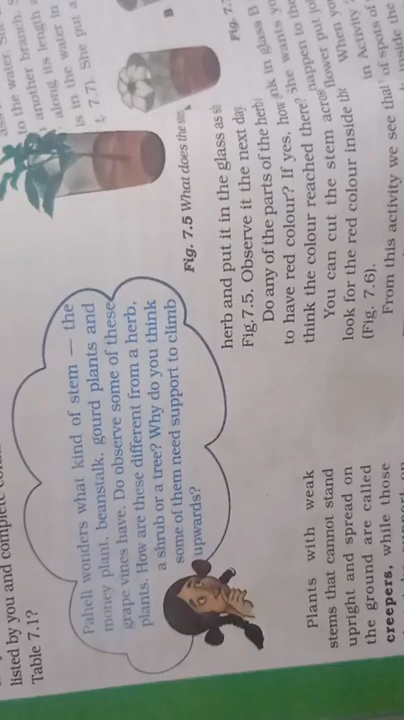 listed by you and complete
Table 7.1?
Paheli wonders what kind of stem — the
money plant, beanstalk, gourd plants and
grape vines have. Do observe some of these
plants. How are these different from a herb,
a shrub or a tree? Why do you think
some of them need support to climb
upwards?
Plants with weak
stems that cannot stand
upright and spread on
the ground are called
creepers, while those
to the water.
another branch.
along its length
in the water in
7.7). She put a
B
Fig. 7.5 What does the
herb and put it in the glass as
Fig.7.5. Observe it the next day
Do any of the parts of the
to have red colour? If yes, how
think the colour reached there?
You can cut the stem
look for the red colour inside
(Fig. 7.6).
From this activity we see that
in glass B
She wants
happen to the
flower put
When
in Activity
of spots of
inside the